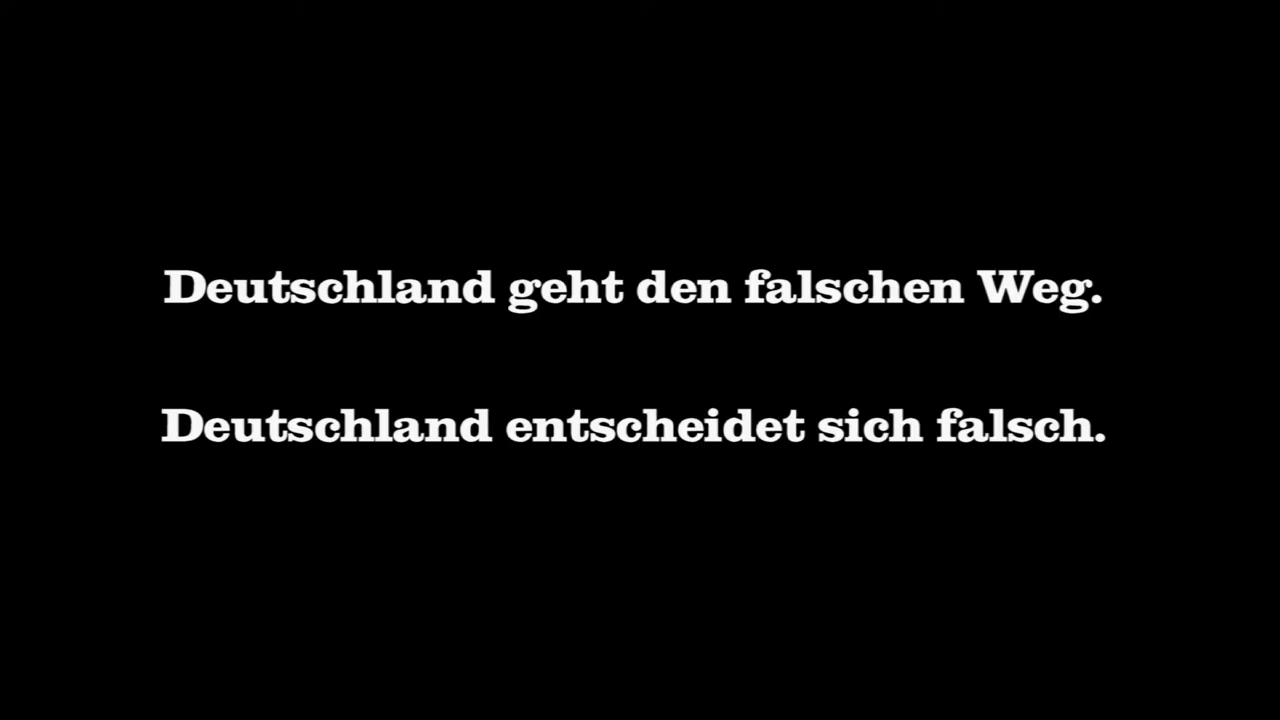 Deutschland geht den falschen Weg.
Deutschland entscheidet sich falsch.